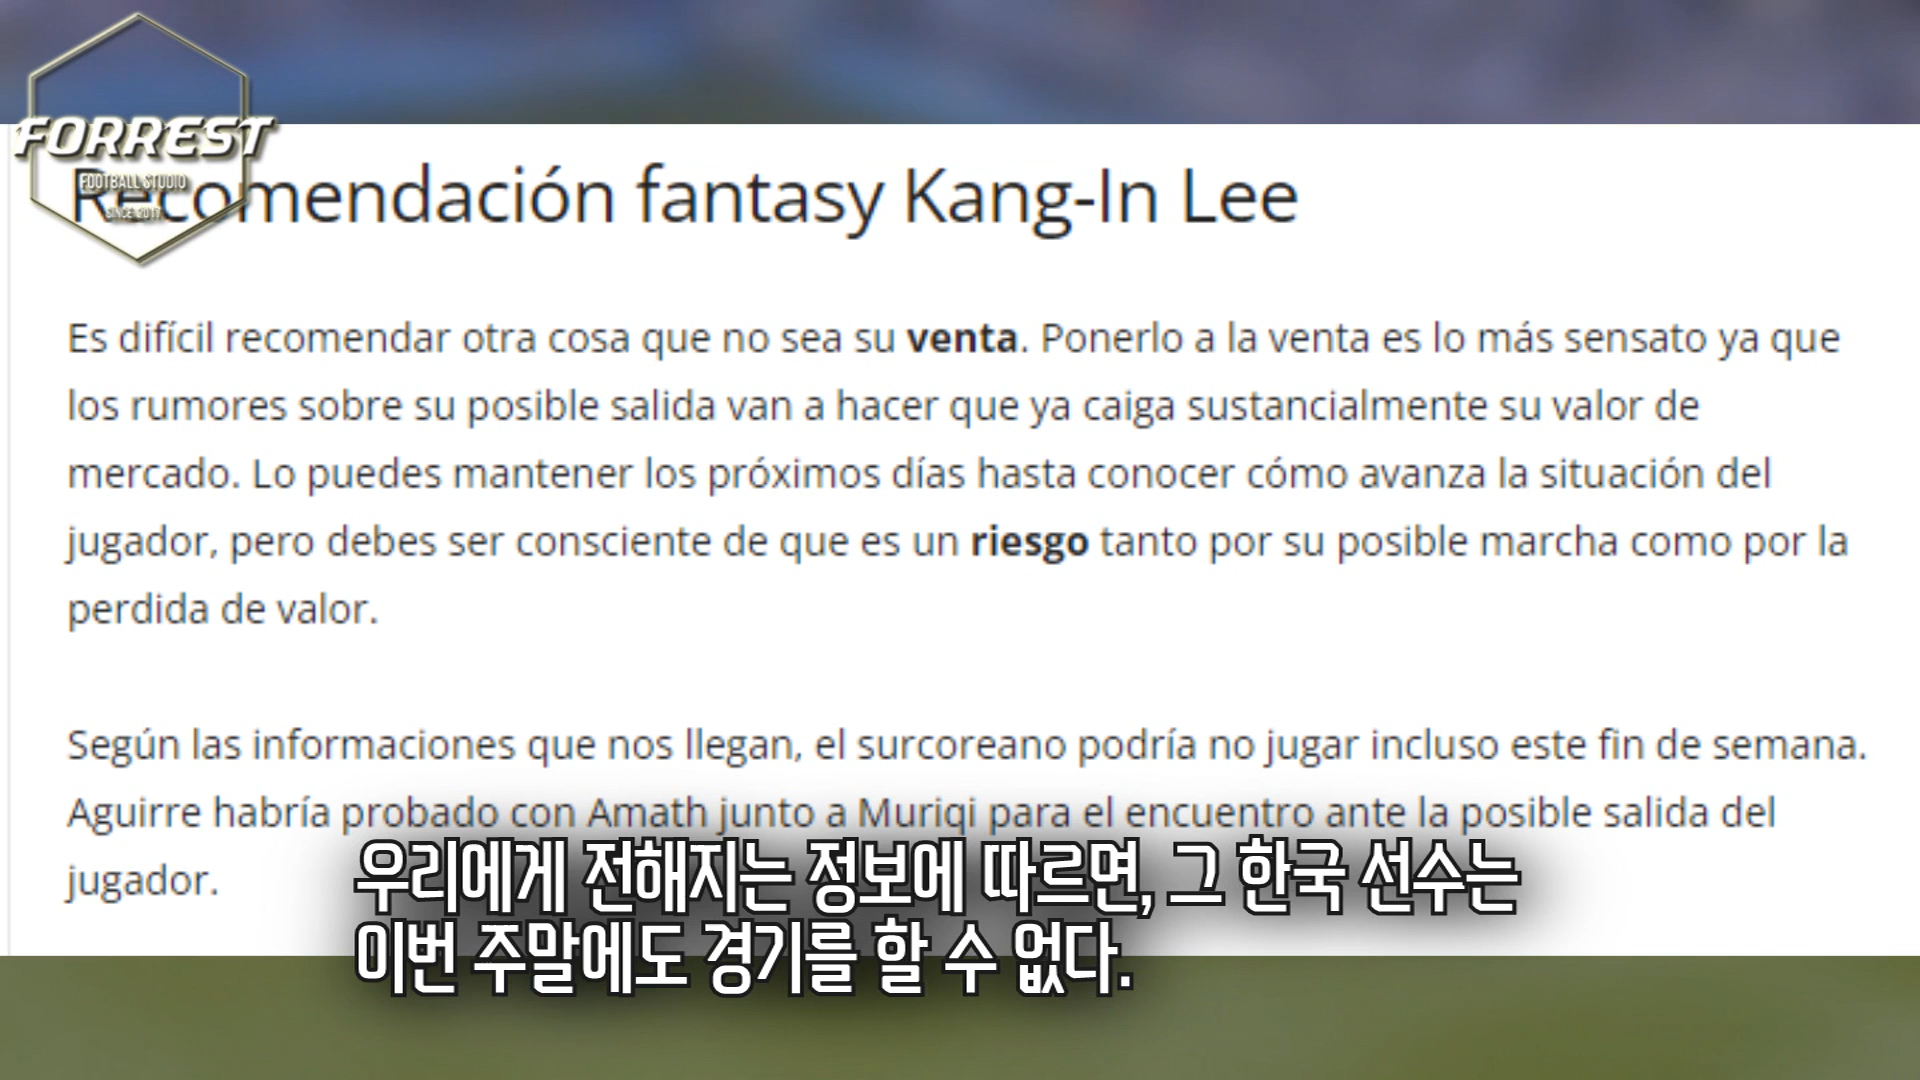 FORREST
FOOTBALL STUDIO
SINCE 2017
Recomendación fantasy Kang-In Lee
Es difícil recomendar otra cosa que no sea su venta. Ponerlo a la venta es lo más sensato ya que
los rumores sobre su posible salida van a hacer que ya caiga sustancialmente su valor de
mercado. Lo puedes mantener los próximos días hasta conocer cómo avanza la situación del
jugador, pero debes ser consciente de que es un riesgo tanto por su posible marcha como por la
perdida de valor.
Según las informaciones que nos llegan, el surcoreano podría no jugar incluso este fin de semana.
Aguirre habría probado con Amath junto a Muriqi para el encuentro ante la posible salida del
jugador.
우리에게 전해지는 정보에 따르면, 그 한국 선수는
이번 주말에도 경기를 할 수 없다.